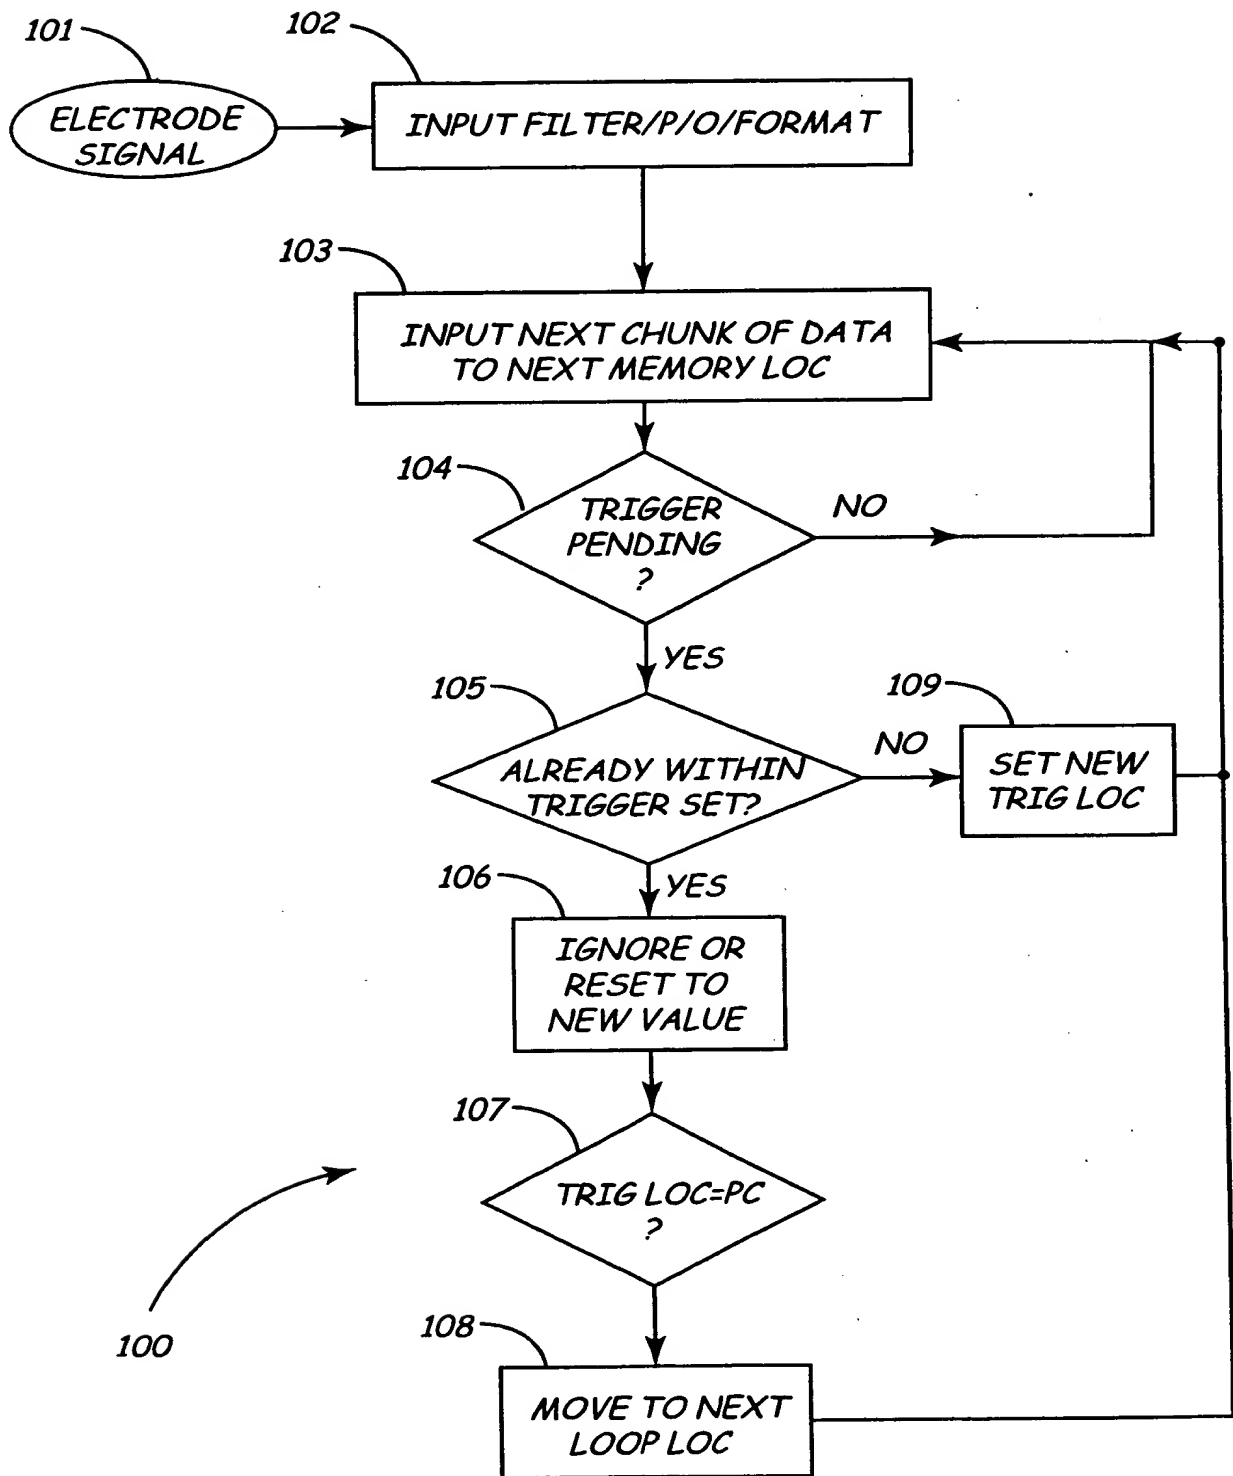 101
102
ELECTRODE
SIGNAL
INPUT FILTER/P/O/FORMAT
103
INPUT NEXT CHUNK OF DATA
TO NEXT MEMORY LOC
104
TRIGGER
PENDING
?
NO
YES
105
109
ALREADY WITHIN
TRIGGER SET?
NO
SET NEW
TRIG LOC
106
YES
IGNORE OR
RESET TO
NEW VALUE
107
TRIG LOC=PC
?
100
108
MOVE TO NEXT
LOOP LOC